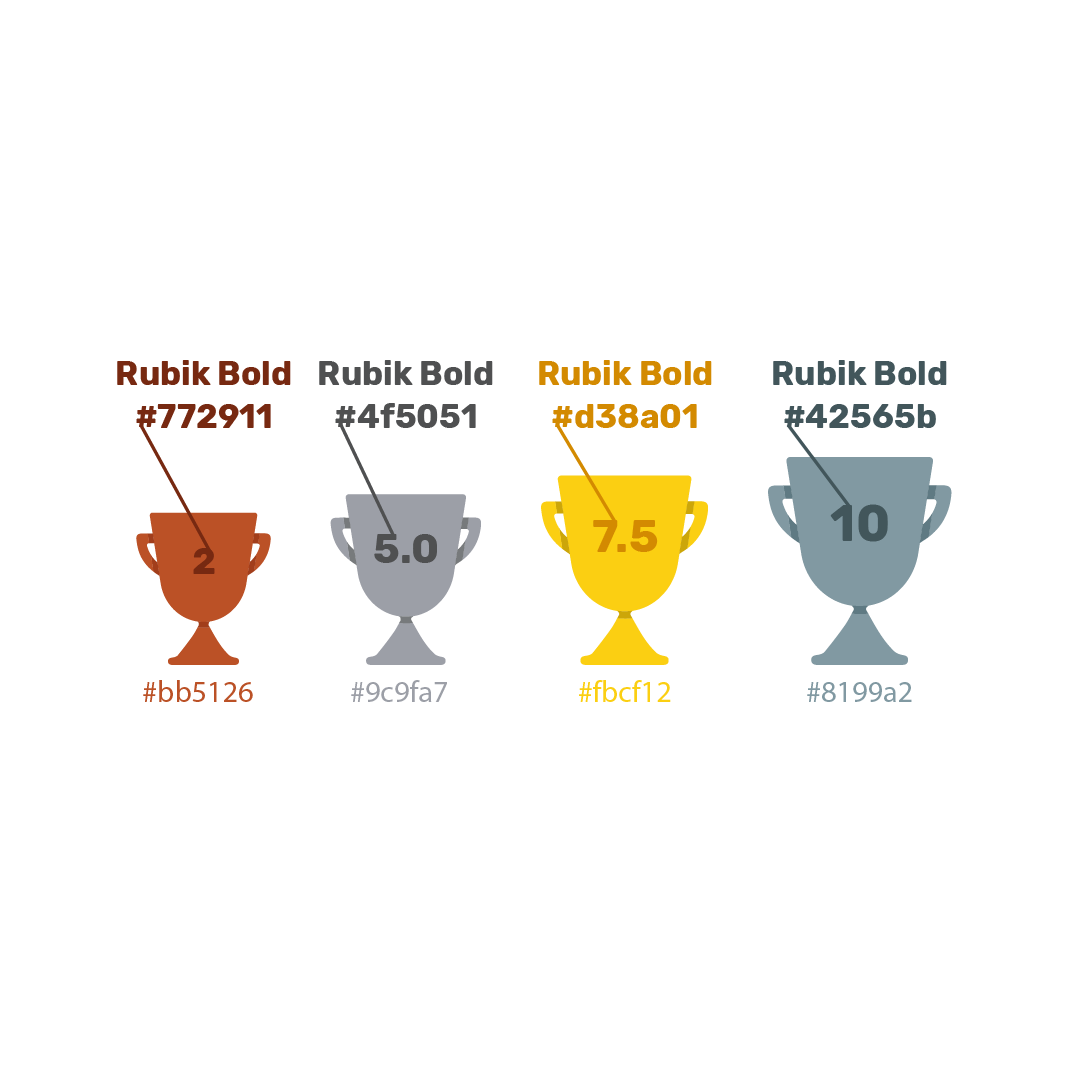 Rubik Bold
#772911
Rubik Bold
#4f5051
Rubik Bold
#d38a01
Rubik Bold
#42565b
2
5.0
7.5
10
#bb5126
#9c9fa7
#fbcf12
#8199a2